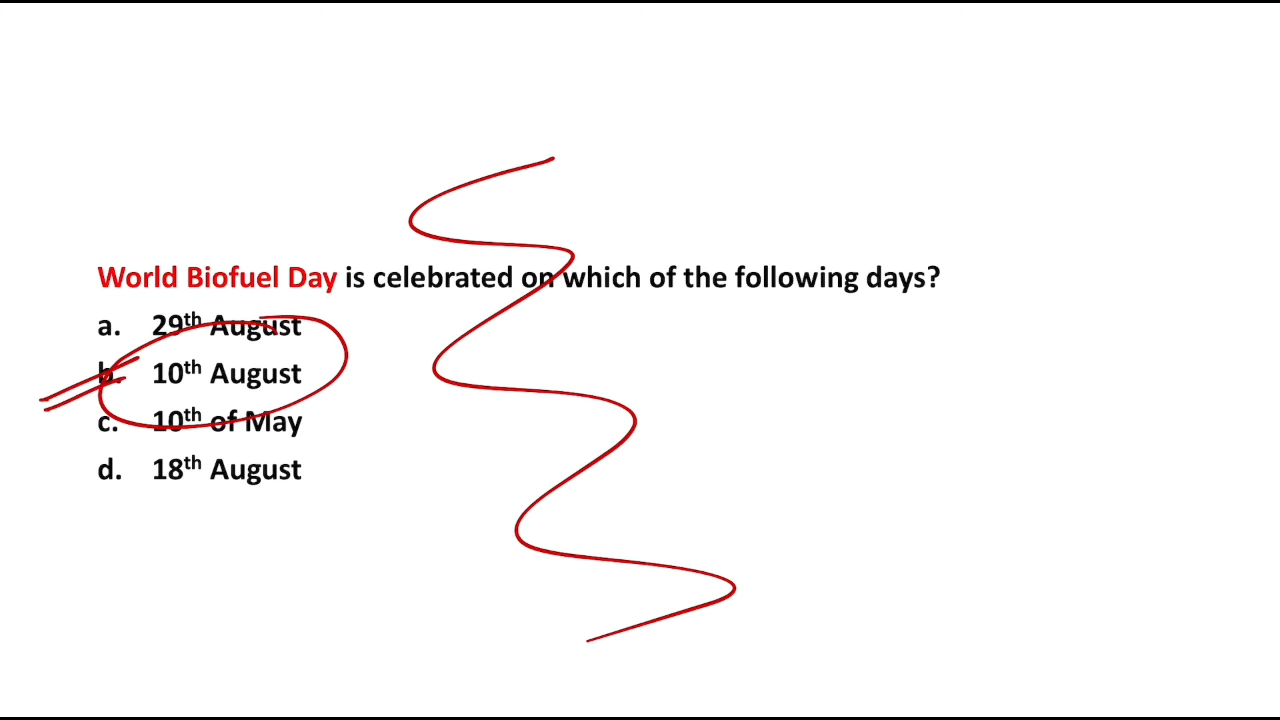 World Biofuel Day is celebrated on which of the following days?
a. 29th August
b. 10th August
c. 10th of May
d. 18th August